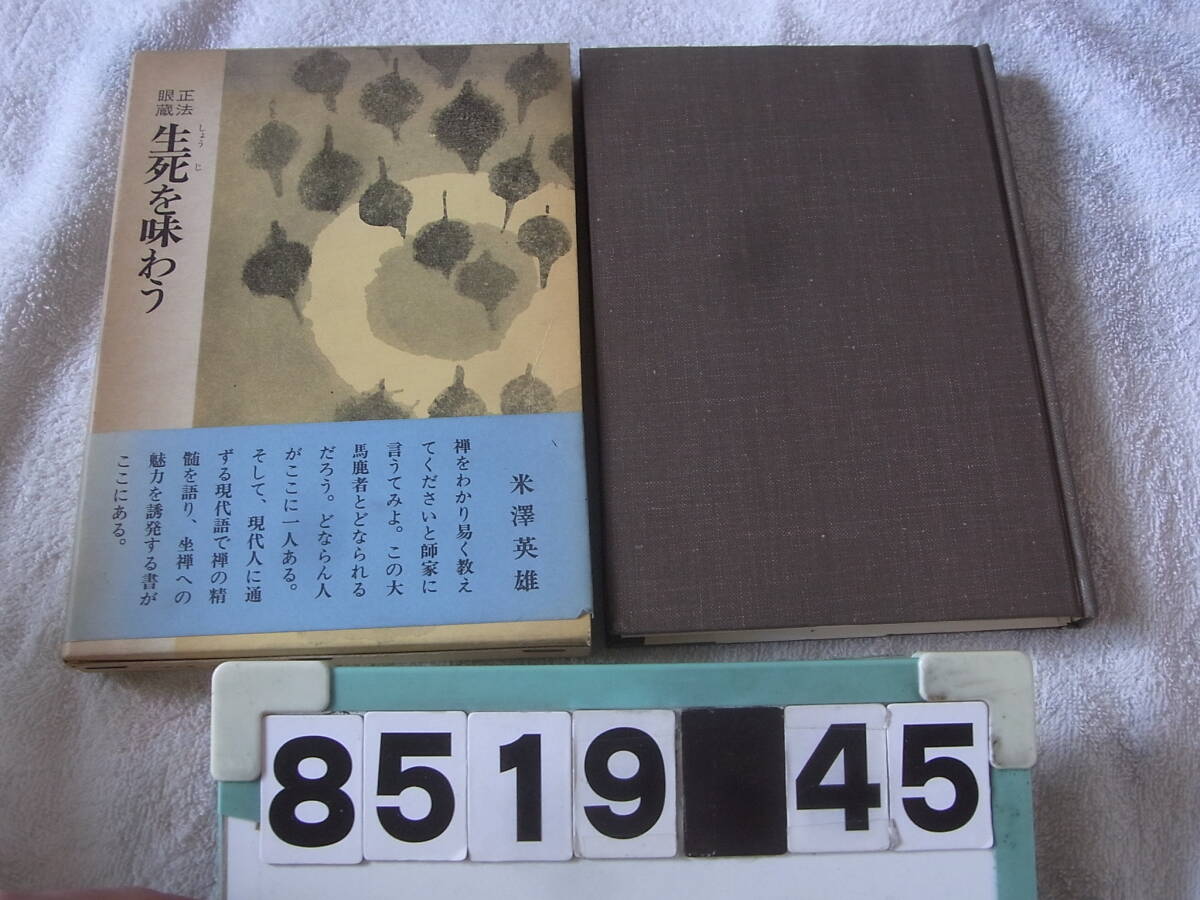 正法
眼蔵
生死を味わう
しょう じ
米澤英雄
禅をわかり易く教え
てくださいと師家に
言うてみよ。この大
馬鹿者とどなられる
だろう。どならん人
がここに一人ある。
そして、現代人に通
ずる現代語で禅の精
髄を語り、坐禅への
魅力を誘発する書が
ここにある。
8519 45